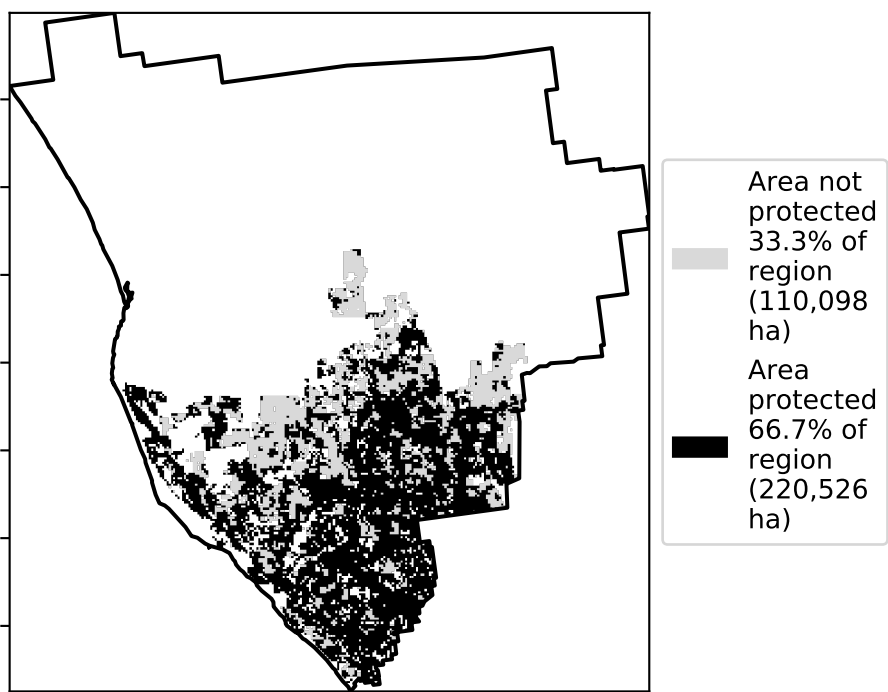 Area not
protected
33.3% of
region
(110,098
ha)
Area
protected
66.7% of
region
(220,526
ha)